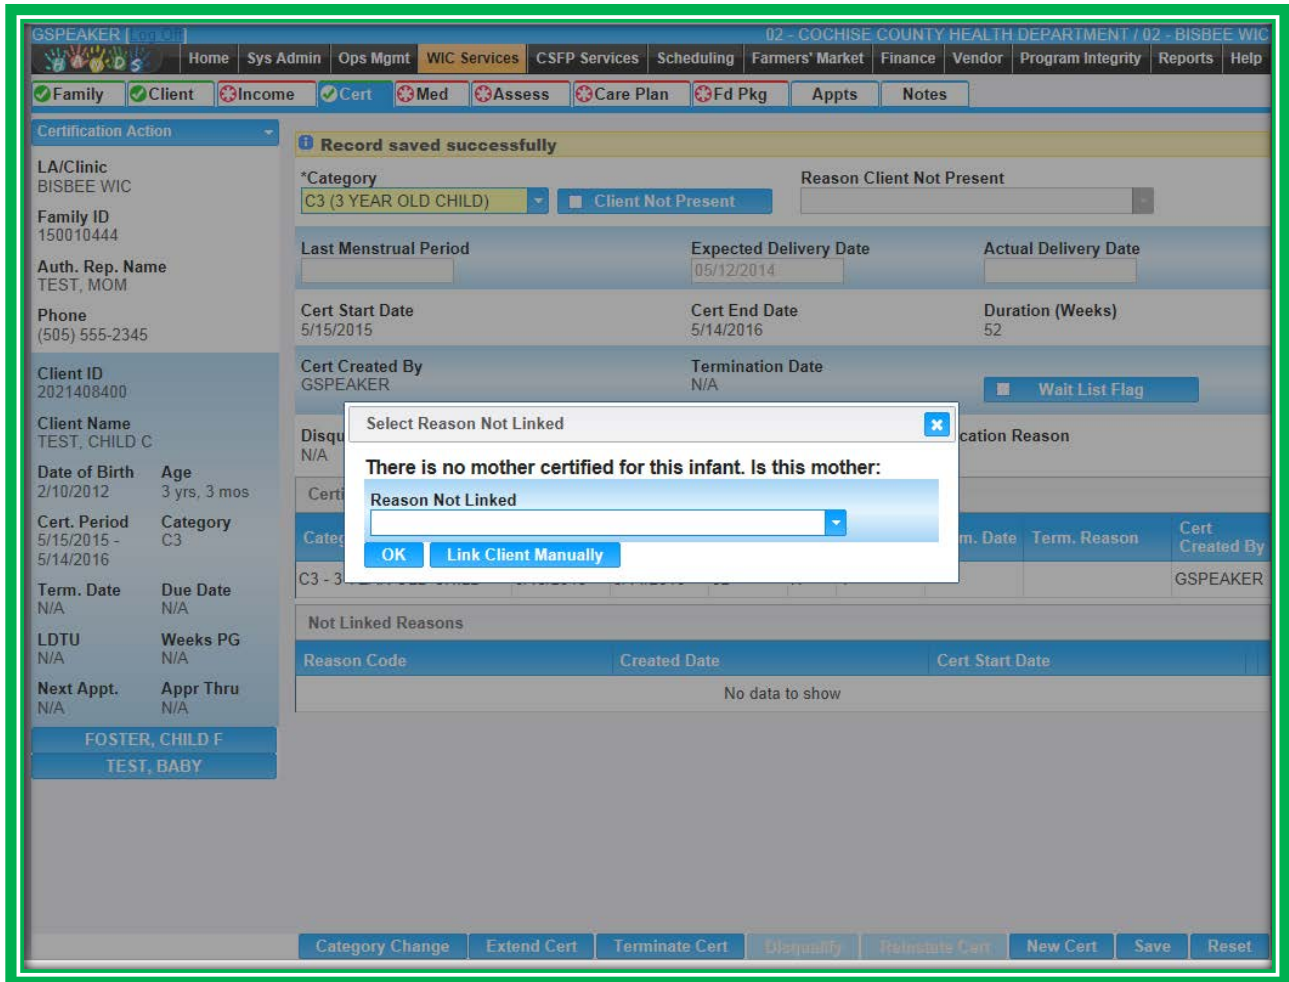 GSPEAKER [Log Off] 02 - COCHISE COUNTY HEALTH DEPARTMENT / 02 - BISBEE WIC
HANDS Home Sys Admin Ops Mgmt WIC Services CSFP Services Scheduling Farmers' Market Finance Vendor Program Integrity Reports Help
Family Client Income Cert Med Assess Care Plan Fd Pkg Appts Notes
Certification Action
LA/Clinic
BISBEE WIC
Family ID
150010444
Auth. Rep. Name
TEST, MOM
Phone
(505) 555-2345
Client ID
2021408400
Client Name
TEST, CHILD C
Date of Birth Age
2/10/2012 3 yrs, 3 mos
Cert. Period Category
5/15/2015 - C3
5/14/2016
Term. Date Due Date
N/A N/A
LDTU Weeks PG
N/A N/A
Next Appt. Appr Thru
N/A N/A
FOSTER, CHILD F
TEST, BABY
Record saved successfully
*Category Reason Client Not Present
C3 (3 YEAR OLD CHILD) Client Not Present
Last Menstrual Period Expected Delivery Date Actual Delivery Date
05/12/2014
Cert Start Date Cert End Date Duration (Weeks)
5/15/2015 5/14/2016 52
Cert Created By Termination Date
GSPEAKER N/A Wait List Flag
Disqu cation Reason
N/A
Select Reason Not Linked
There is no mother certified for this infant. Is this mother:
Reason Not Linked
OK Link Client Manually
Certi
Categ m. Date Term. Reason Cert Created By
C3 - 3 GSPEAKER
Not Linked Reasons
Reason Code Created Date Cert Start Date
No data to show
Category Change Extend Cert Terminate Cert Disqualify Reinstate Cert New Cert Save Reset